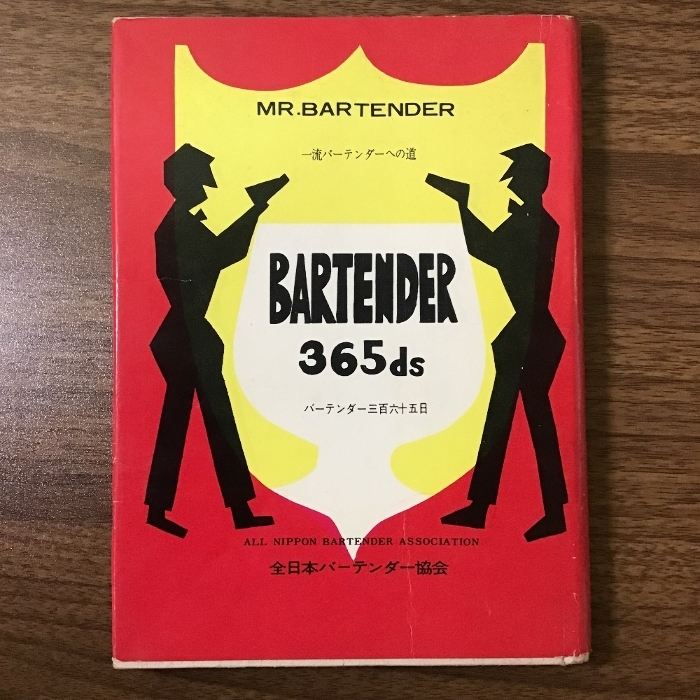 MR.BARTENDER
一流バーテンダーへの道
BARTENDER
365ds
バーテンダー三百六十五日
ALL NIPPON BARTENDER ASSOCIATION
全日本バーテンダー協会